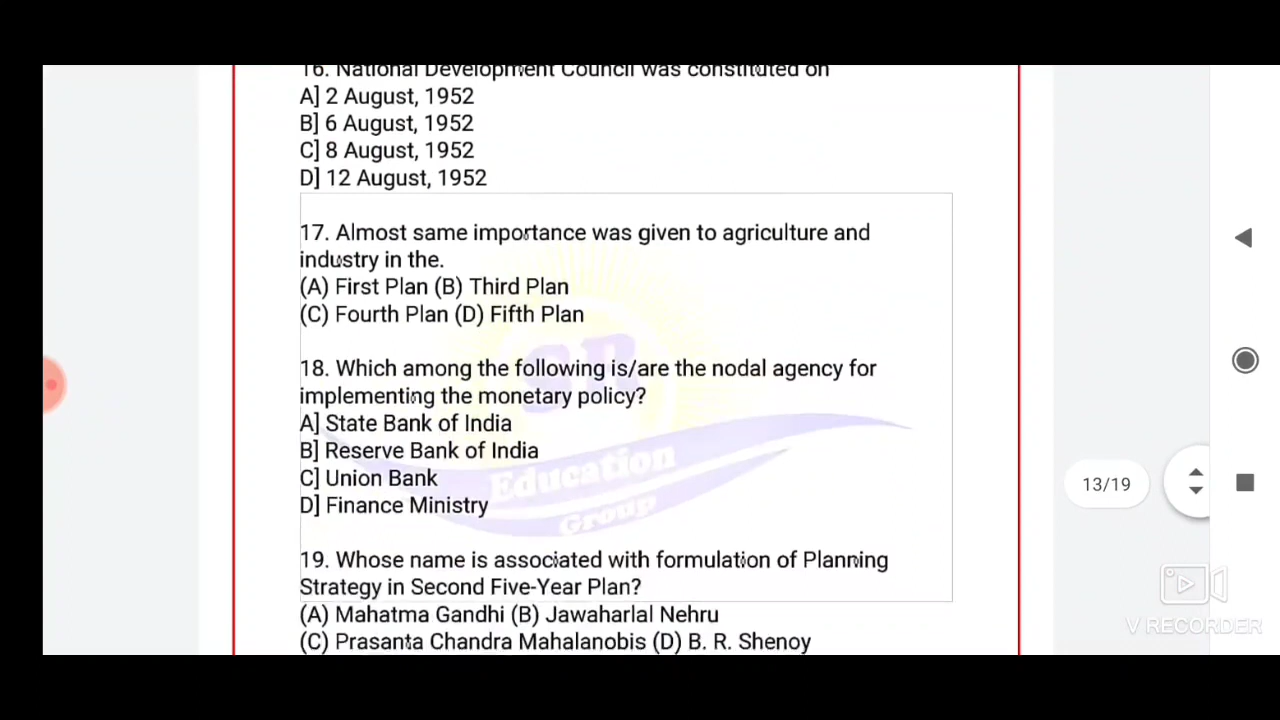 16. National Development Council was constituted on
A] 2 August, 1952
B] 6 August, 1952
C] 8 August, 1952
D] 12 August, 1952
17. Almost same importance was given to agriculture and
industry in the.
(A) First Plan (B) Third Plan
(C) Fourth Plan (D) Fifth Plan
18. Which among the following is/are the nodal agency for
implementing the monetary policy?
A] State Bank of India
B] Reserve Bank of India
C] Union Bank
D] Finance Ministry
19. Whose name is associated with formulation of Planning
Strategy in Second Five-Year Plan?
(A) Mahatma Gandhi (B) Jawaharlal Nehru
(C) Prasanta Chandra Mahalanobis (D) B. R. Shenoy
SR
Education
Group
13/19
V RECORDER